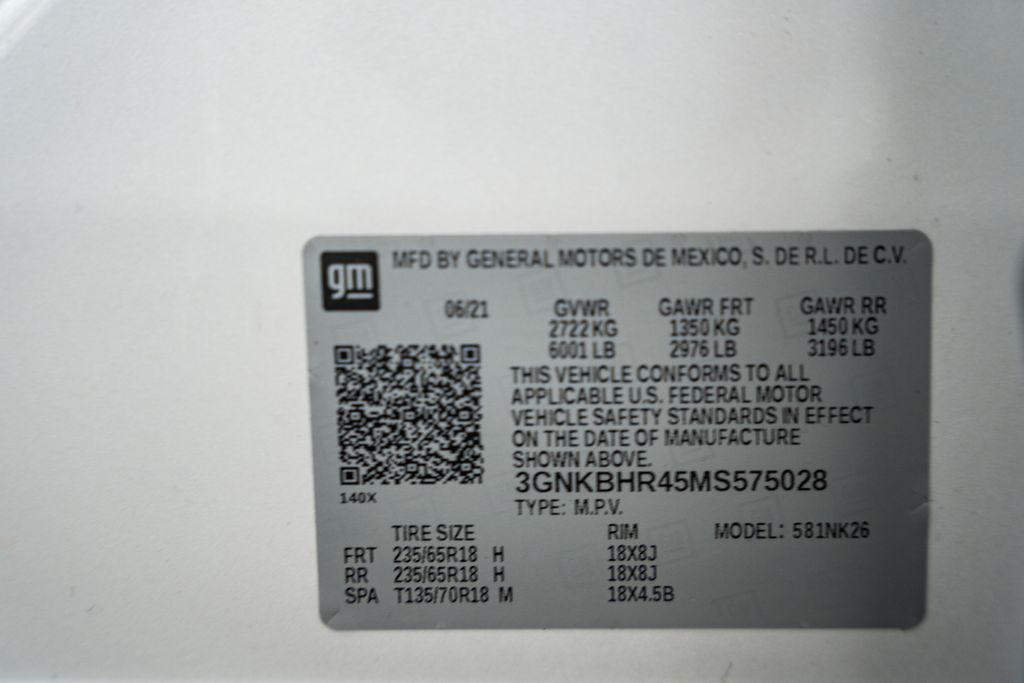 gm MFD BY GENERAL MOTORS DE MEXICO, S. DE R.L. DE C.V.
06/21 GVWR GAWR FRT GAWR RR
2722 KG 1350 KG 1450 KG
6001 LB 2976 LB 3196 LB
THIS VEHICLE CONFORMS TO ALL
APPLICABLE U.S. FEDERAL MOTOR
VEHICLE SAFETY STANDARDS IN EFFECT
ON THE DATE OF MANUFACTURE
SHOWN ABOVE.
3GNKBHR45MS575028
140X
TYPE: M.P.V.
TIRE SIZE RIM MODEL: 581NK26
FRT 235/65R18 H 18X8J
RR 235/65R18 H 18X8J
SPA T135/70R18 M 18X4.5B